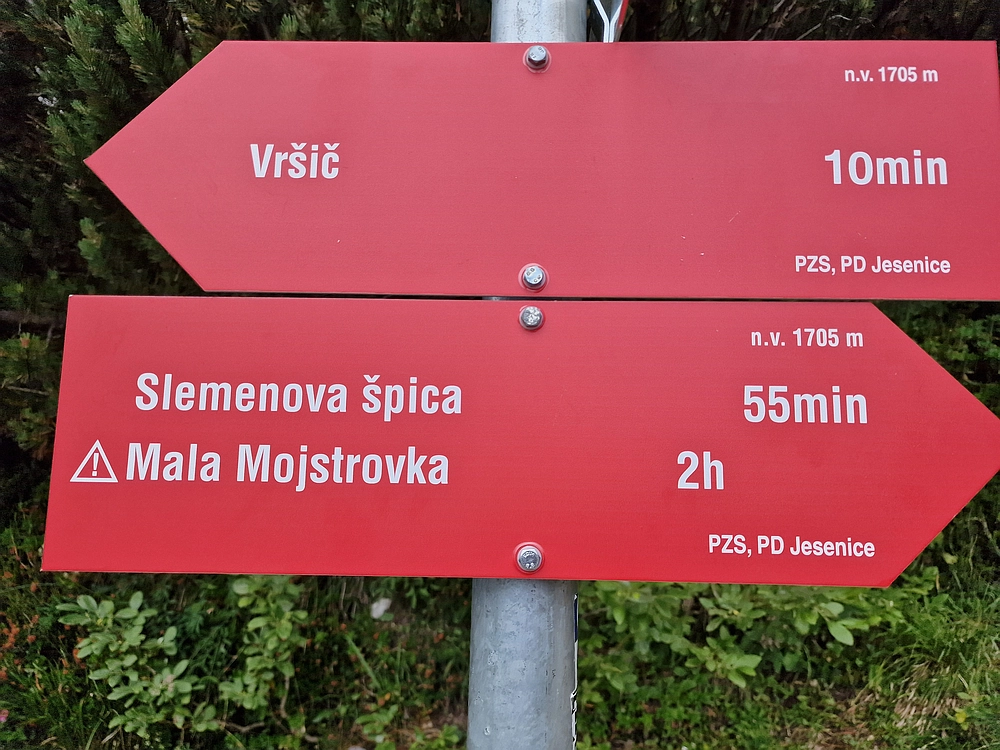 n.v. 1705 m
Vršič 10min
PZS, PD Jesenice
n.v. 1705 m
Slemenova špica 55min
Mala Mojstrovka 2h
PZS, PD Jesenice